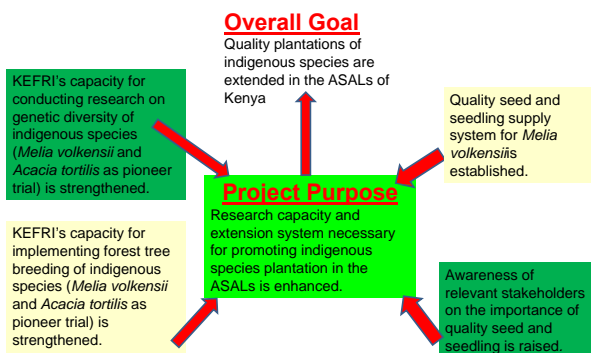 Overall Goal
Quality plantations of
indigenous species are
extended in the ASALs of
Kenya
KEFRI's capacity for
conducting research on
genetic diversity of
indigenous species
(Melia volkensii and
Acacia tortilis as pioneer
trial) is strengthened.
Quality seed and
seedling supply
system for Melia
volkensiiis
established.
Project Purpose
Research capacity and
extension system necessary
for promoting indigenous
species plantation in the
ASALs is enhanced.
KEFRI's capacity for
implementing forest tree
breeding of indigenous
species (Melia volkensii
and Acacia tortilis as
pioneer trial) is
strengthened.
Awareness of
relevant stakeholders
on the importance of
quality seed and
seedling is raised.